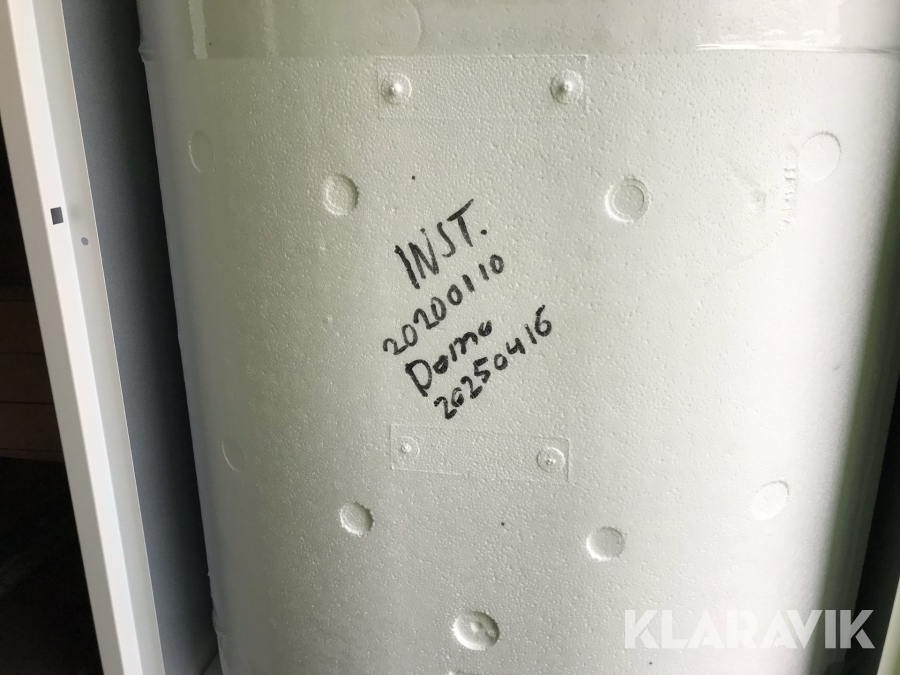 INST.
20200110
Demo
20250416
KLARAVIK